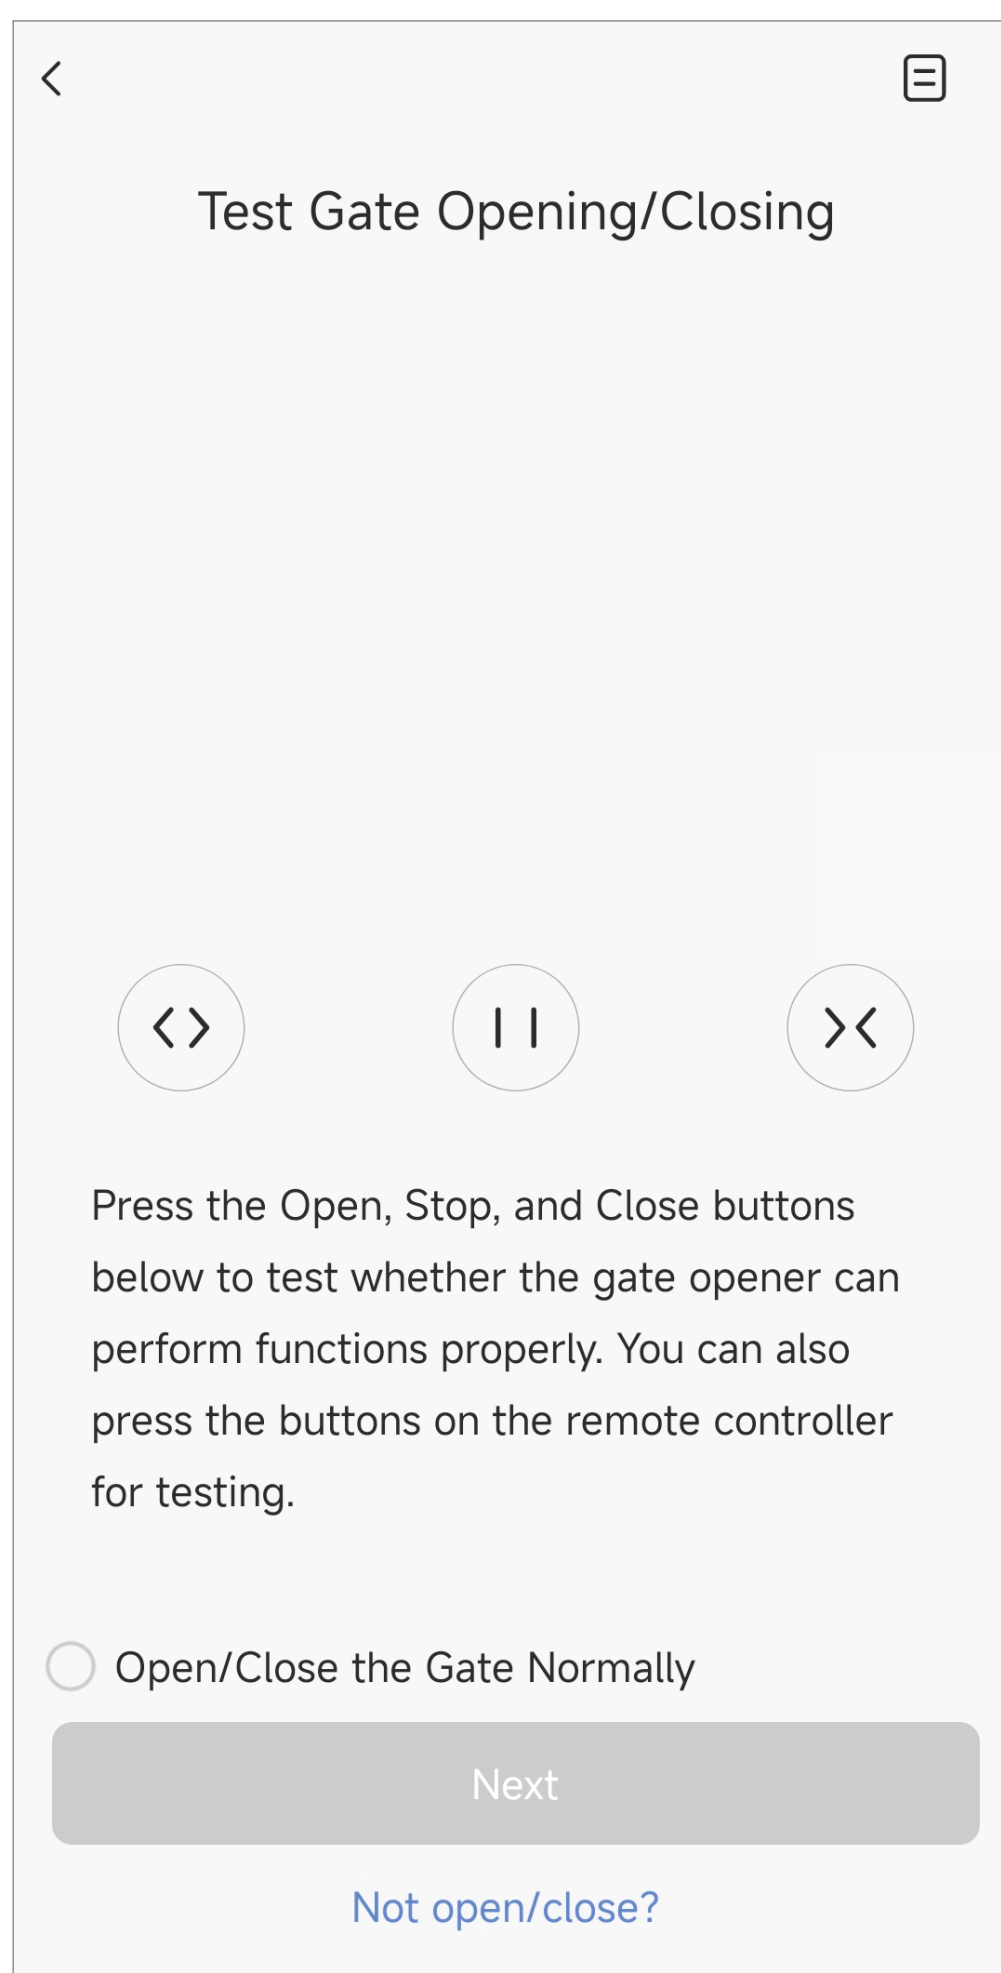 Test Gate Opening/Closing
Press the Open, Stop, and Close buttons
below to test whether the gate opener can
perform functions properly. You can also
press the buttons on the remote controller
for testing.
Open/Close the Gate Normally
Next
Not open/close?